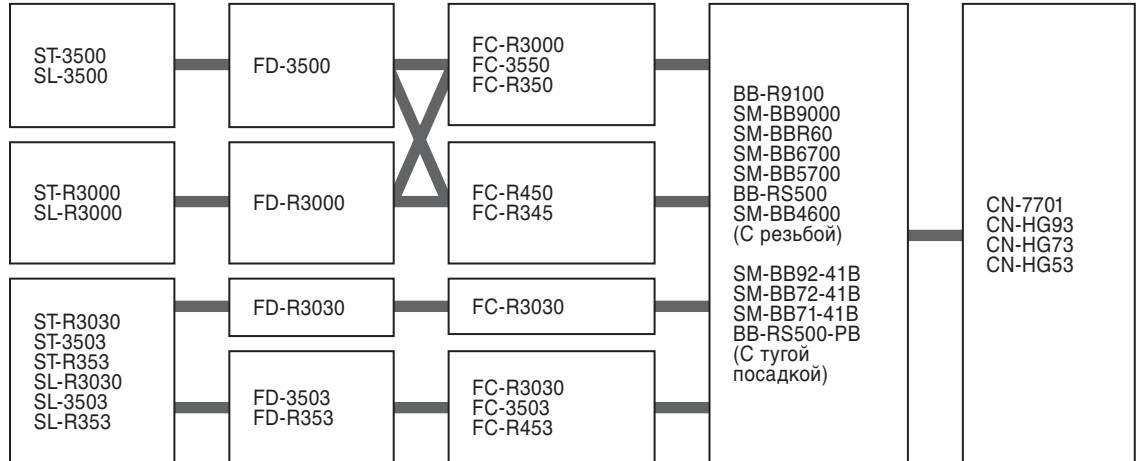 ST-3500
SL-3500
FD-3500
FC-R3000
FC-3550
FC-R350
ST-R3000
SL-R3000
FD-R3000
FC-R450
FC-R345
ST-R3030
ST-3503
ST-R353
SL-R3030
SL-3503
SL-R353
FD-R3030
FC-R3030
FD-3503
FD-R353
FC-R3030
FC-3503
FC-R453
BB-R9100
SM-BB9000
SM-BBR60
SM-BB6700
SM-BB5700
BB-RS500
SM-BB4600
(С резьбой)
SM-BB92-41B
SM-BB72-41B
SM-BB71-41B
BB-RS500-PB
(С тугой
посадкой)
CN-7701
CN-HG93
CN-HG73
CN-HG53